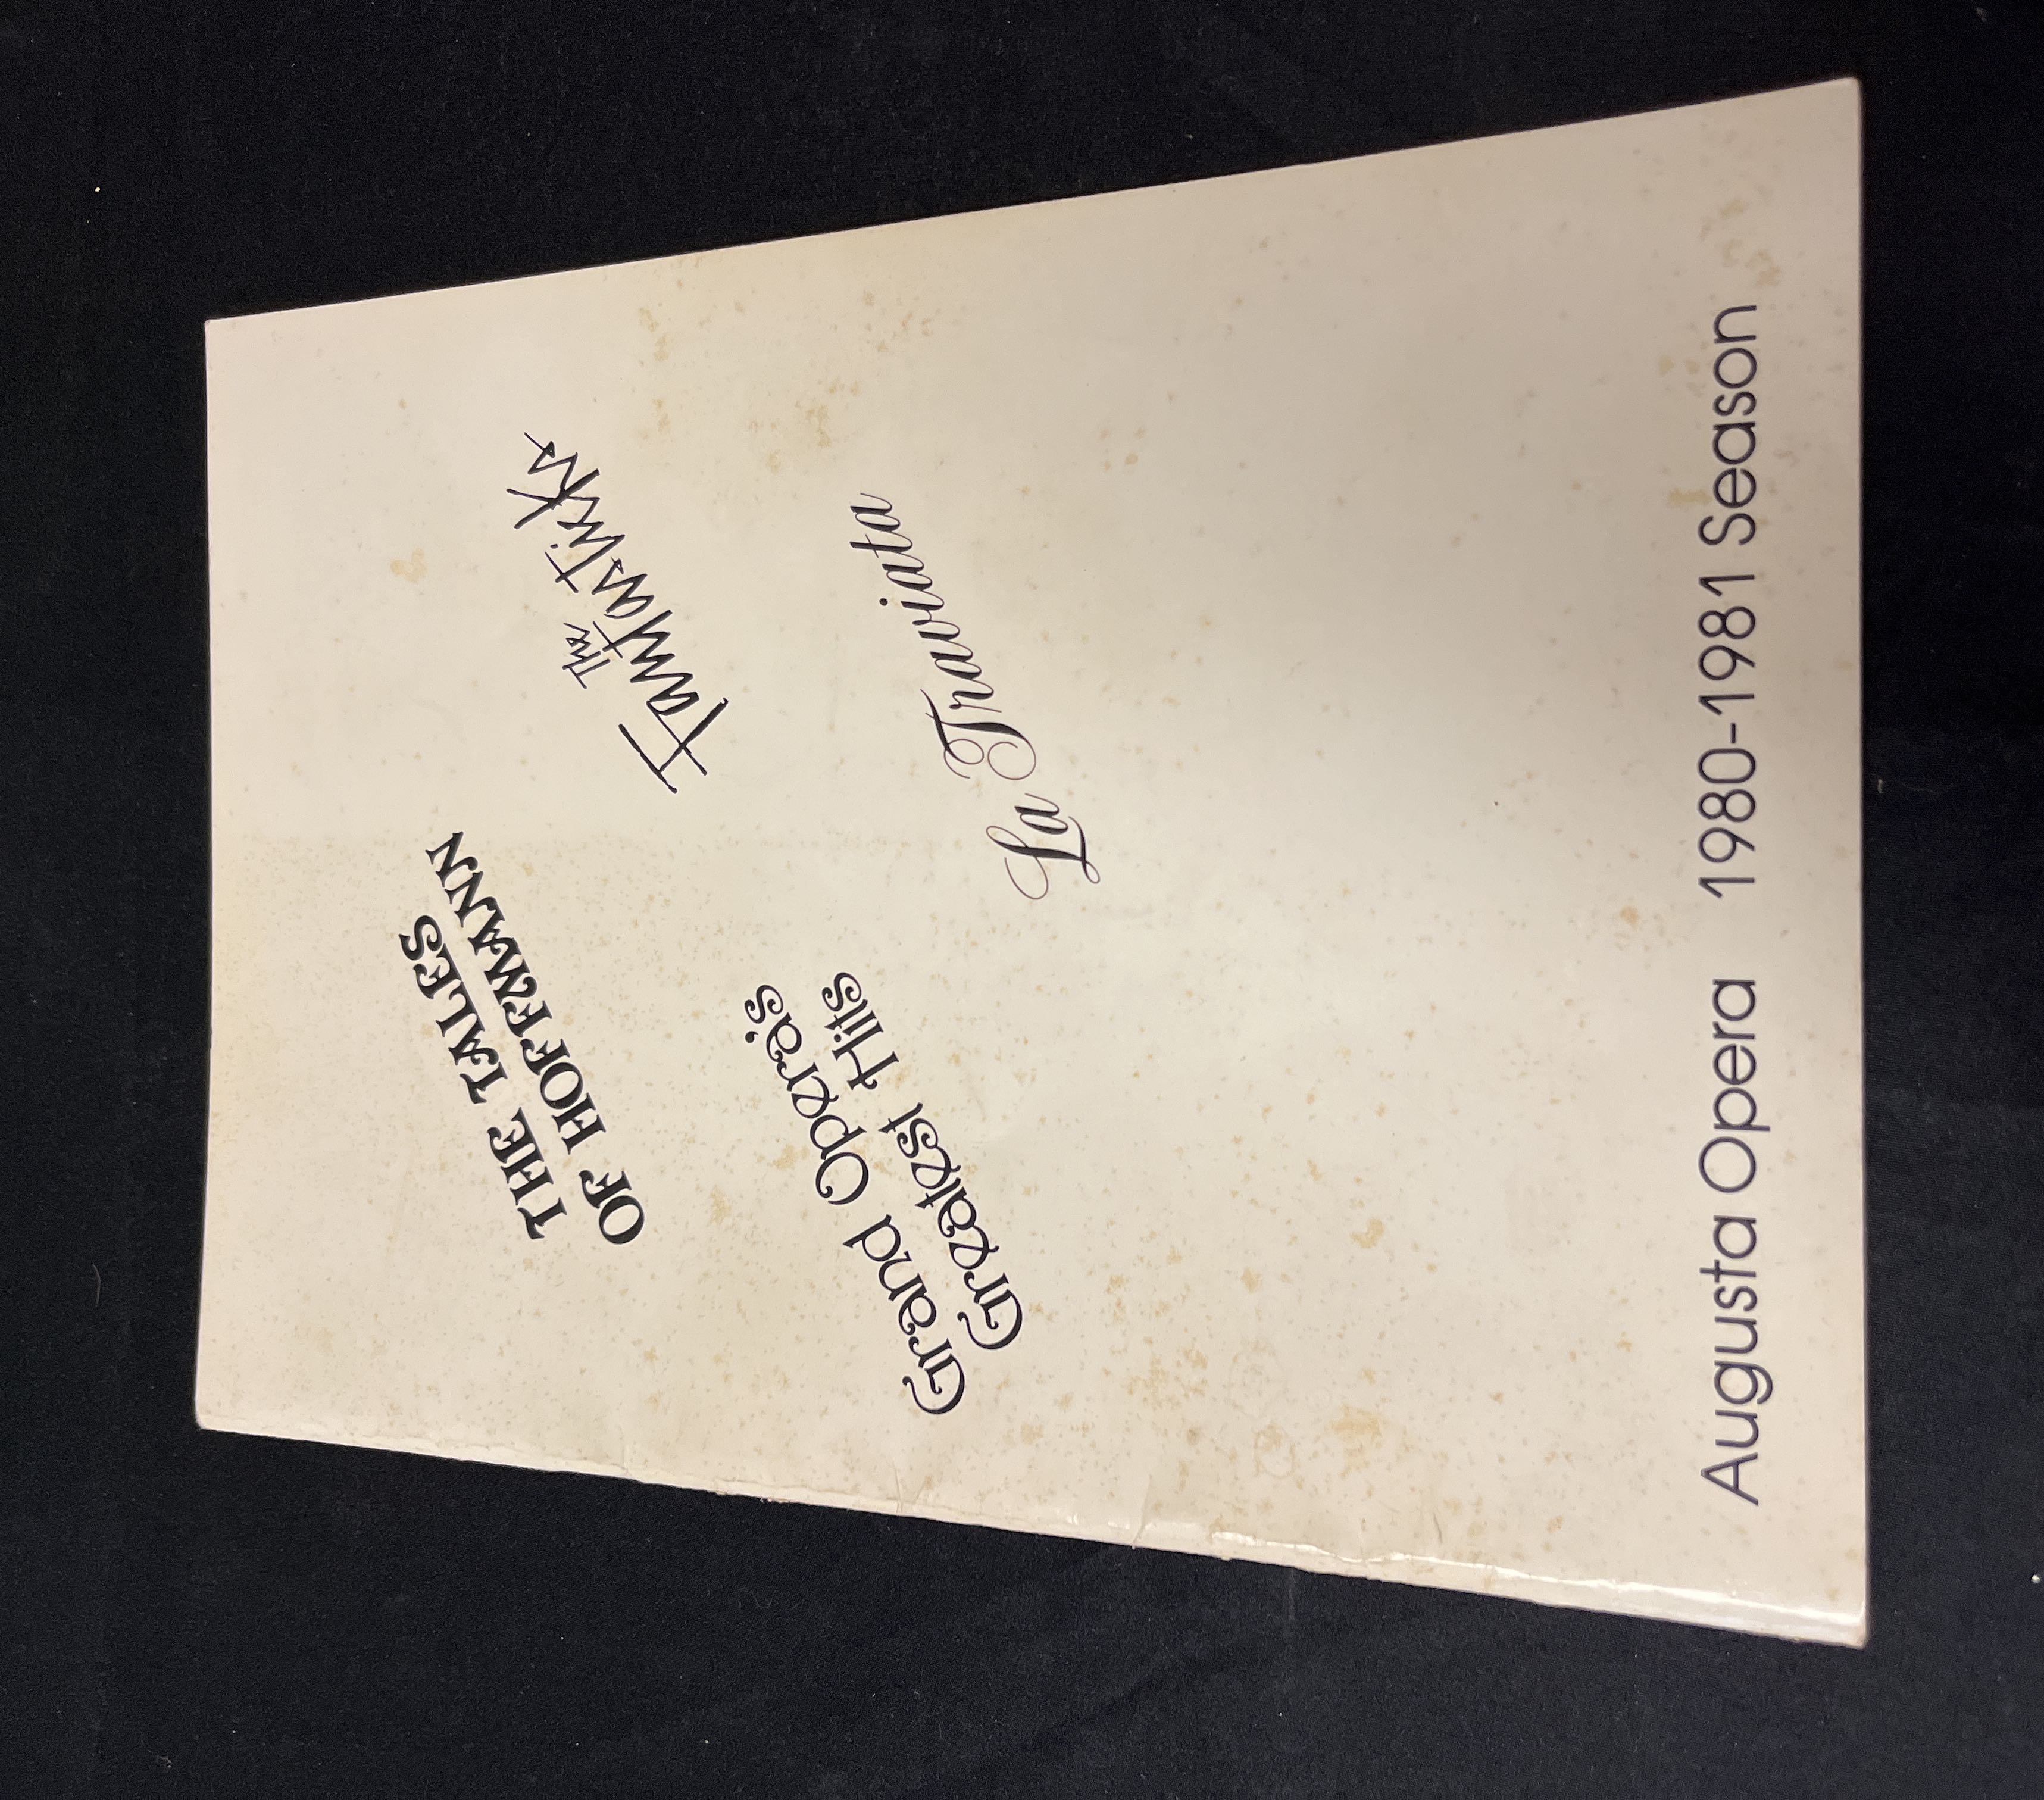 THE TALES
OF HOFFMANN
The
Fantasticks
Grand Opera's
Greatest Hits
La Traviata
Augusta Opera 1980-1981 Season